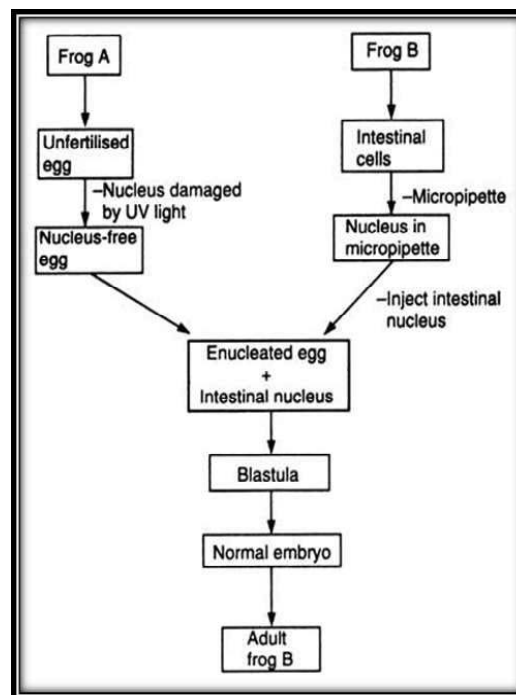 Frog A
Frog B
Unfertilised
egg
Intestinal
cells
–Nucleus damaged
by UV light
–Micropipette
Nucleus-free
egg
Nucleus in
micropipette
–Inject intestinal
nucleus
Enucleated egg
+
Intestinal nucleus
Blastula
Normal embryo
Adult
frog B